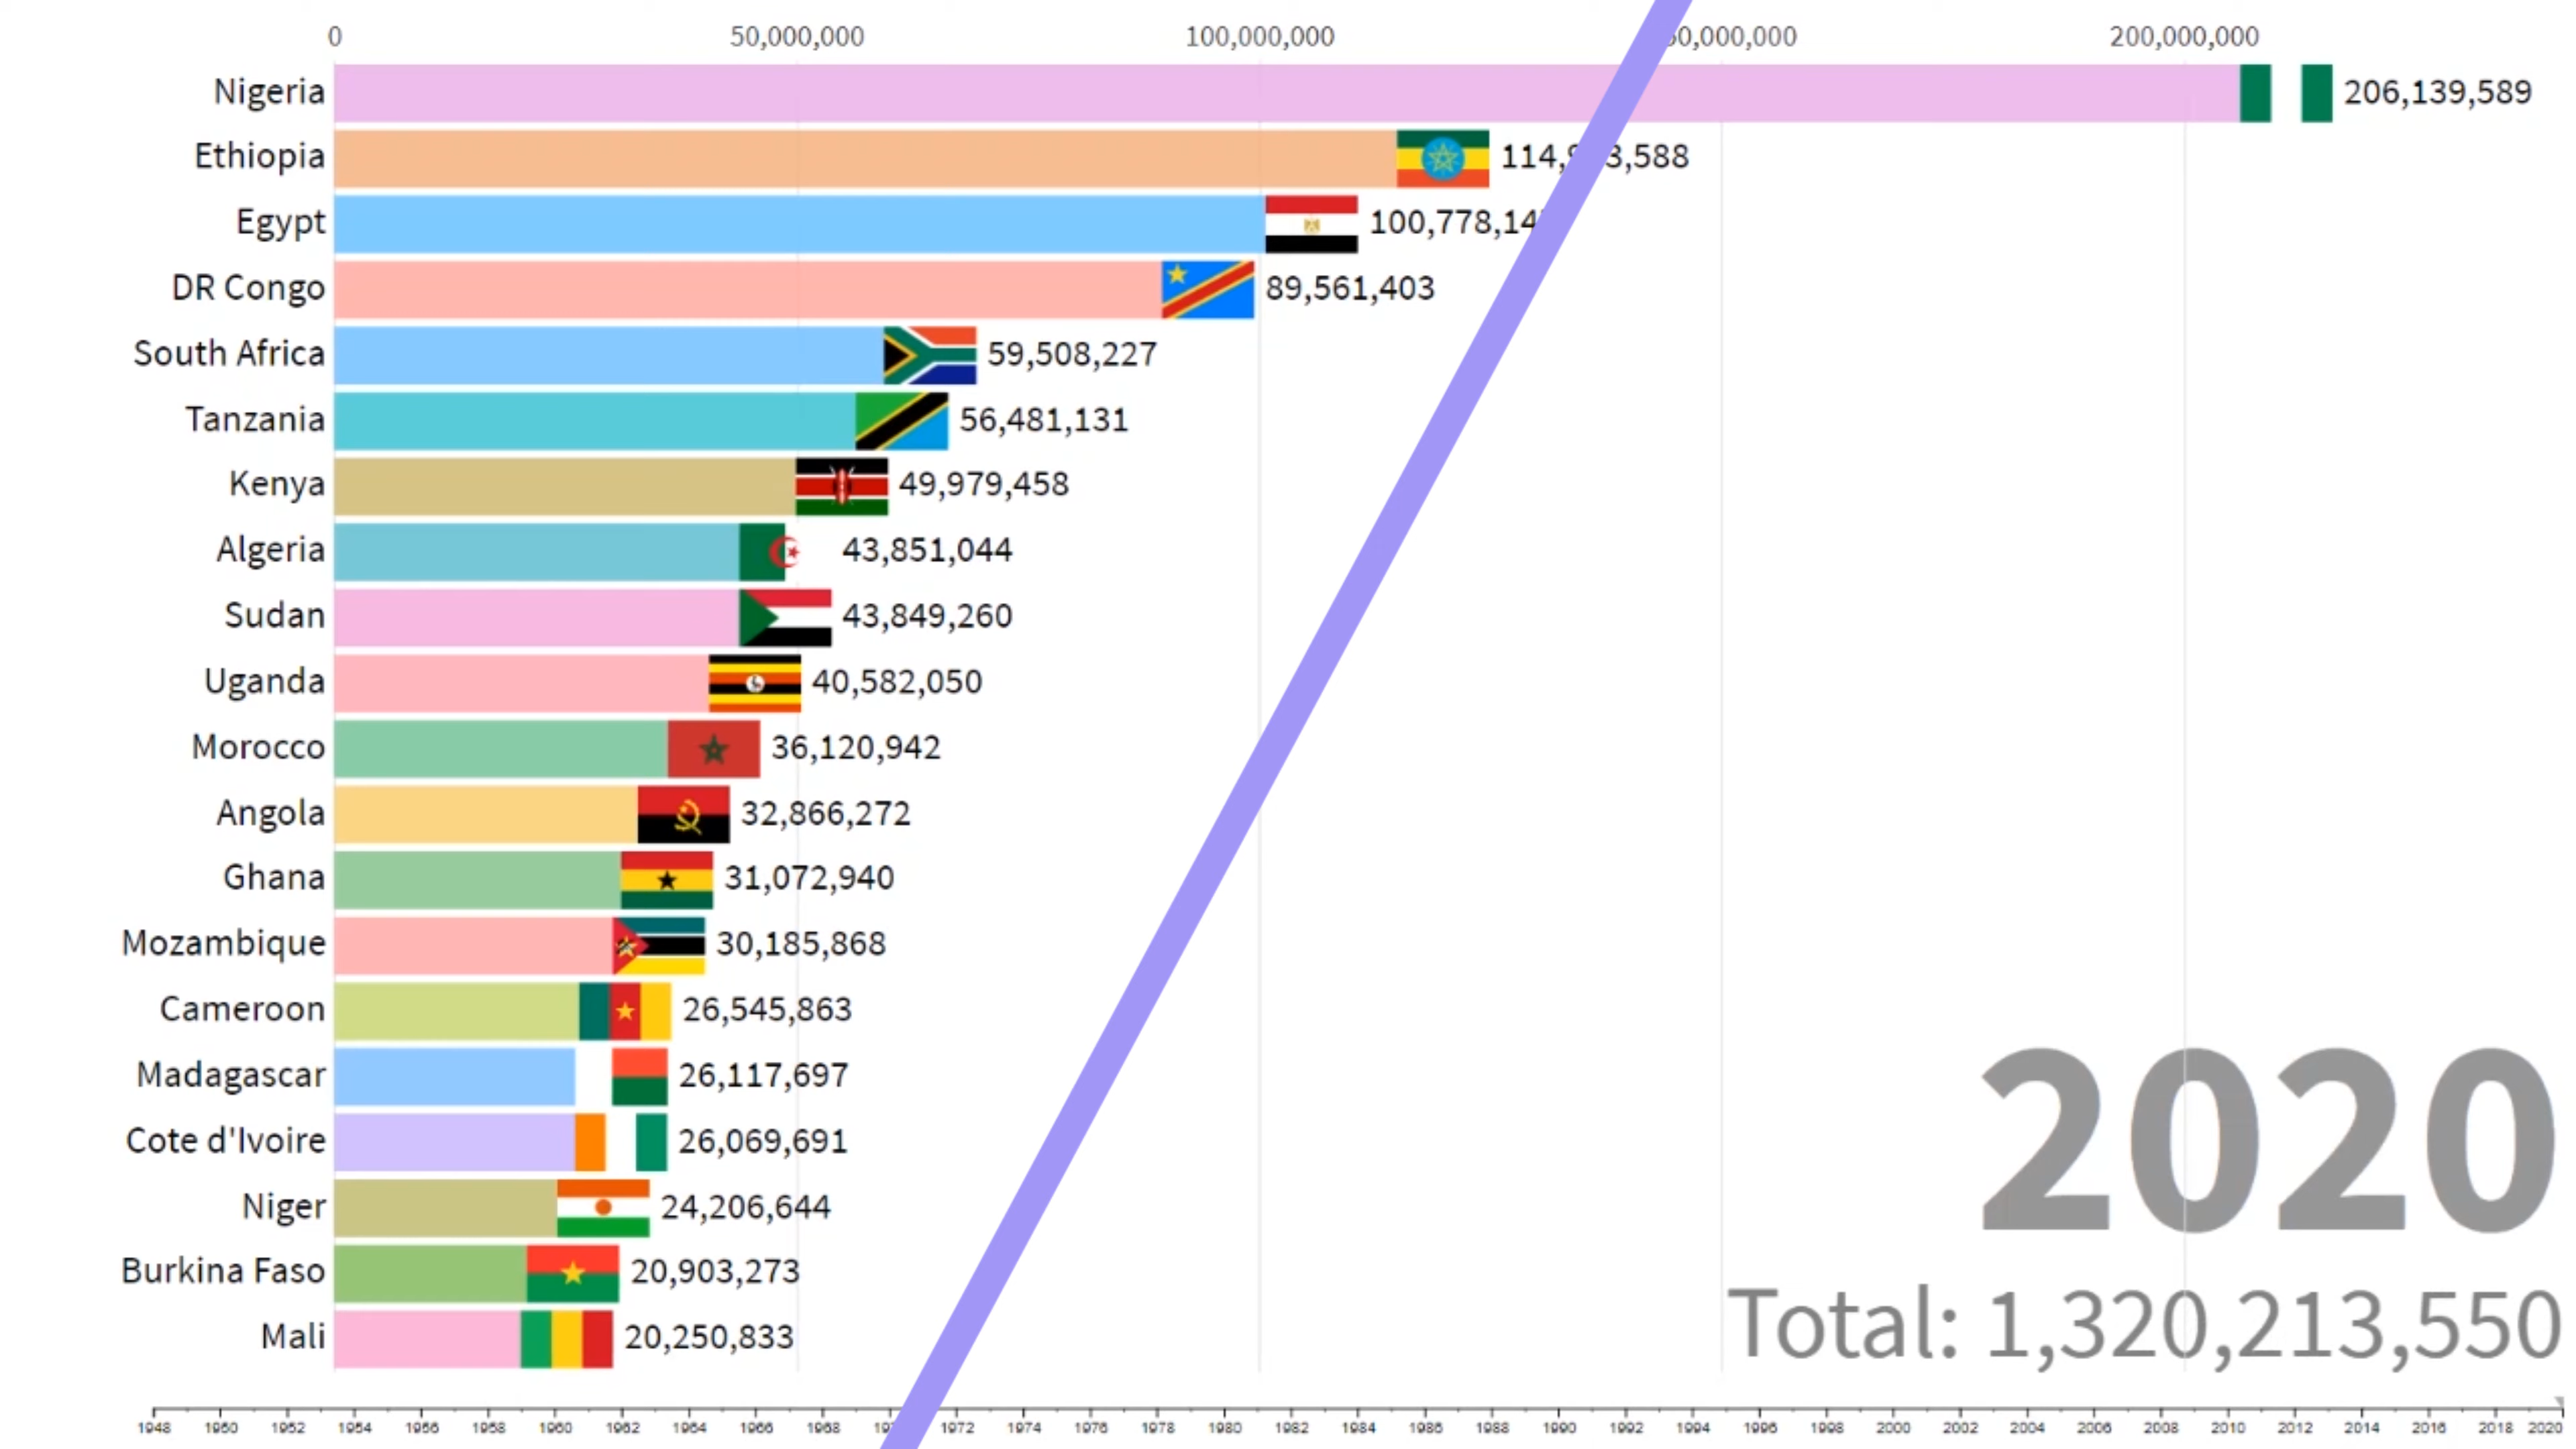 0 50,000,000 100,000,000 200,000,000
Nigeria 206,139,589
Ethiopia
Egypt
DR Congo 89,561,403
South Africa 59,508,227
Tanzania 56,481,131
Kenya 49,979,458
Algeria 43,851,044
Sudan 43,849,260
Uganda 40,582,050
Morocco 36,120,942
Angola 32,866,272
Ghana 31,072,940
Mozambique 30,185,868
Cameroon 26,545,863
Madagascar 26,117,697
Cote d'Ivoire 26,069,691
Niger 24,206,644
Burkina Faso 20,903,273
Mali 20,250,833
2020
Total: 1,320,213,550
1948 1950 1952 1954 1956 1958 1960 1962 1964 1966 1968 1972 1974 1976 1978 1980 1982 1984 1986 1988 1990 1992 1994 1996 1998 2000 2002 2004 2006 2008 2010 2012 2014 2016 2018 2020